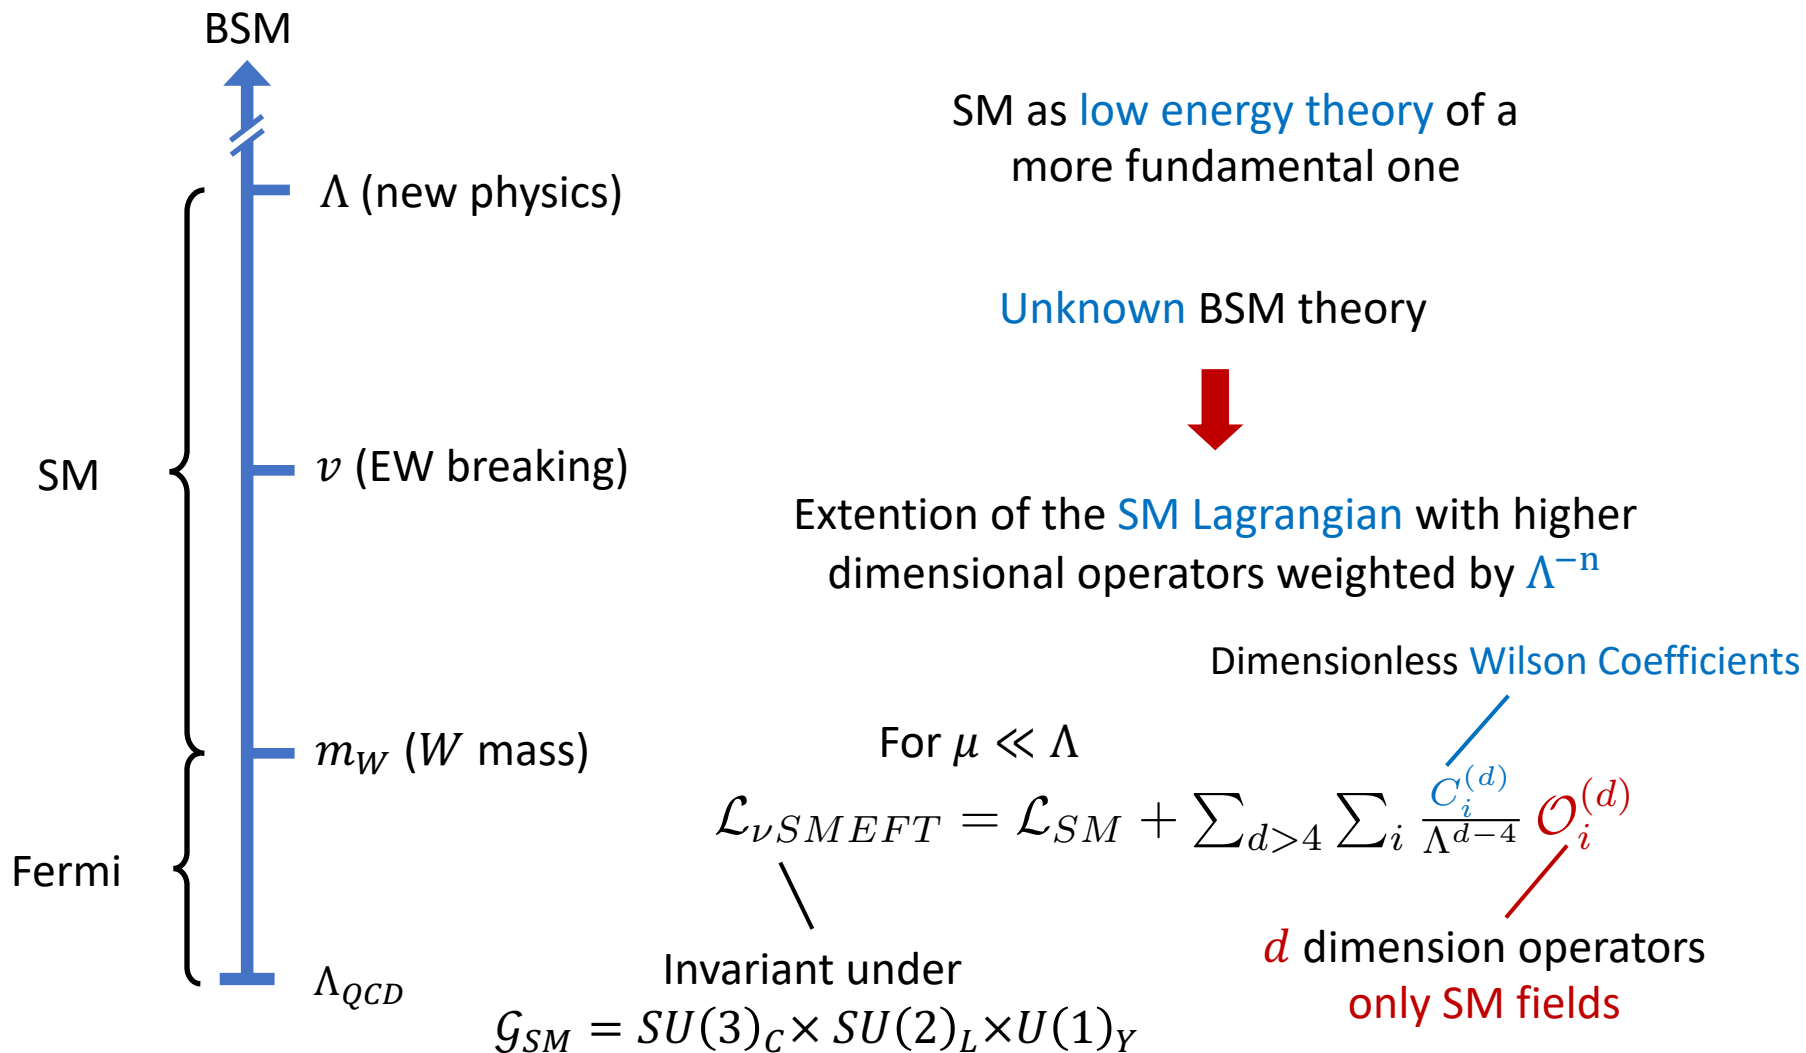 BSM
Λ (new physics)
SM
v (EW breaking)
m_W (W mass)
Fermi
Λ_QCD
SM as low energy theory of a
more fundamental one
Unknown BSM theory
Extention of the SM Lagrangian with higher
dimensional operators weighted by Λ^{-n}
Dimensionless Wilson Coefficients
For μ ≪ Λ
ℒ_{νSMEFT} = ℒ_{SM} + ∑_{d>4} ∑_i \frac{C_i^{(d)}}{Λ^{d-4}} 𝒪_i^{(d)}
Invariant under
𝒢_{SM} = SU(3)_C × SU(2)_L × U(1)_Y
d dimension operators
only SM fields